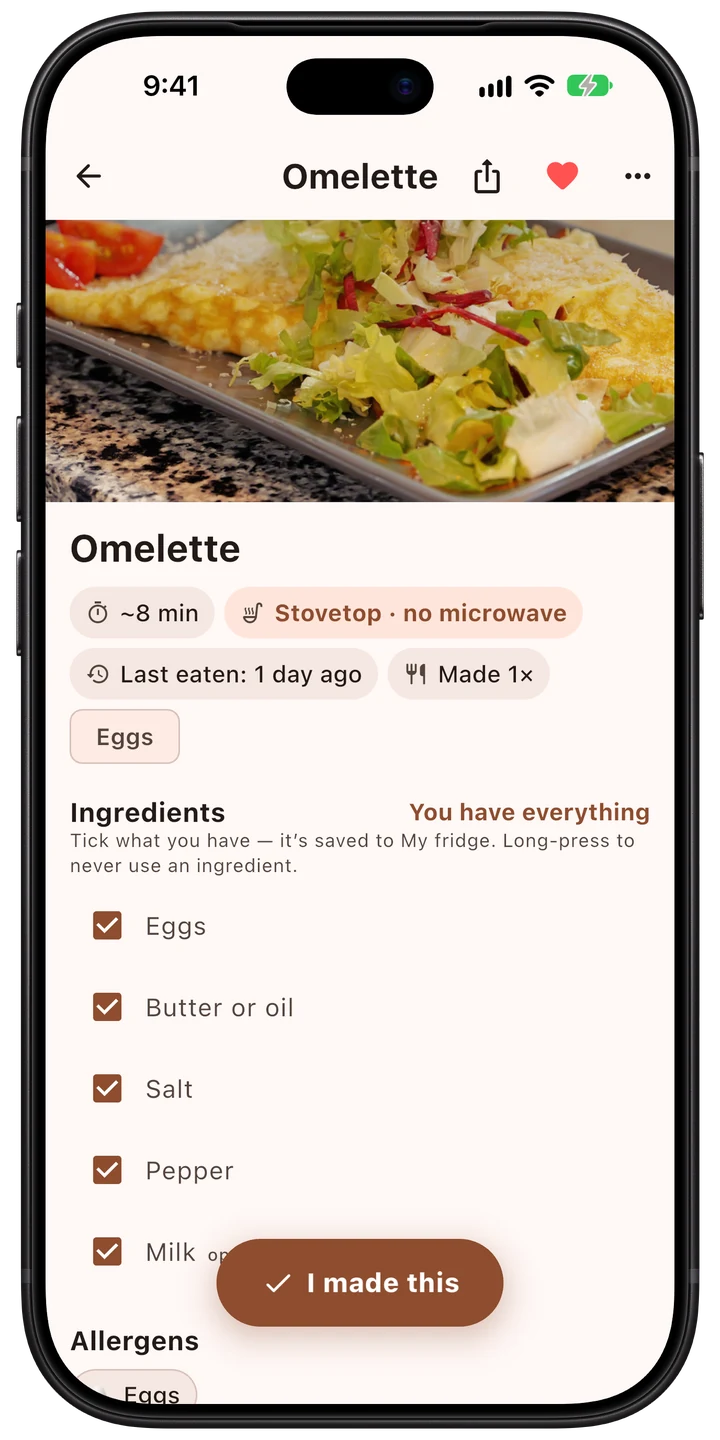 9:41
Omelette
Omelette
~8 min
Stovetop · no microwave
Last eaten: 1 day ago
Made 1×
Eggs
Ingredients
You have everything
Tick what you have — it’s saved to My fridge. Long-press to
never use an ingredient.
Eggs
Butter or oil
Salt
Pepper
Milk
I made this
Allergens
Eggs